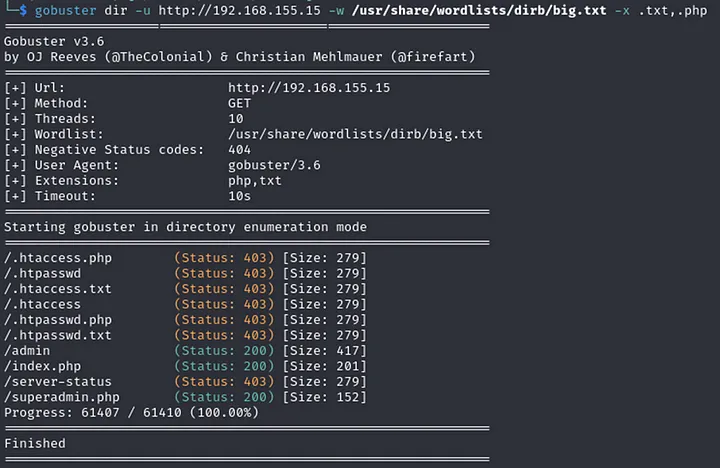 └─$ gobuster dir -u http://192.168.155.15 -w /usr/share/wordlists/dirb/big.txt -x .txt,.php
Gobuster v3.6
by OJ Reeves (@TheColonial) & Christian Mehlmauer (@firefart)
[+] Url: http://192.168.155.15
[+] Method: GET
[+] Threads: 10
[+] Wordlist: /usr/share/wordlists/dirb/big.txt
[+] Negative Status codes: 404
[+] User Agent: gobuster/3.6
[+] Extensions: php,txt
[+] Timeout: 10s
Starting gobuster in directory enumeration mode
/.htaccess.php (Status: 403) [Size: 279]
/.htpasswd (Status: 403) [Size: 279]
/.htaccess.txt (Status: 403) [Size: 279]
/.htaccess (Status: 403) [Size: 279]
/.htpasswd.php (Status: 403) [Size: 279]
/.htpasswd.txt (Status: 403) [Size: 279]
/admin (Status: 200) [Size: 417]
/index.php (Status: 200) [Size: 201]
/server-status (Status: 403) [Size: 279]
/superadmin.php (Status: 200) [Size: 152]
Progress: 61407 / 61410 (100.00%)
Finished